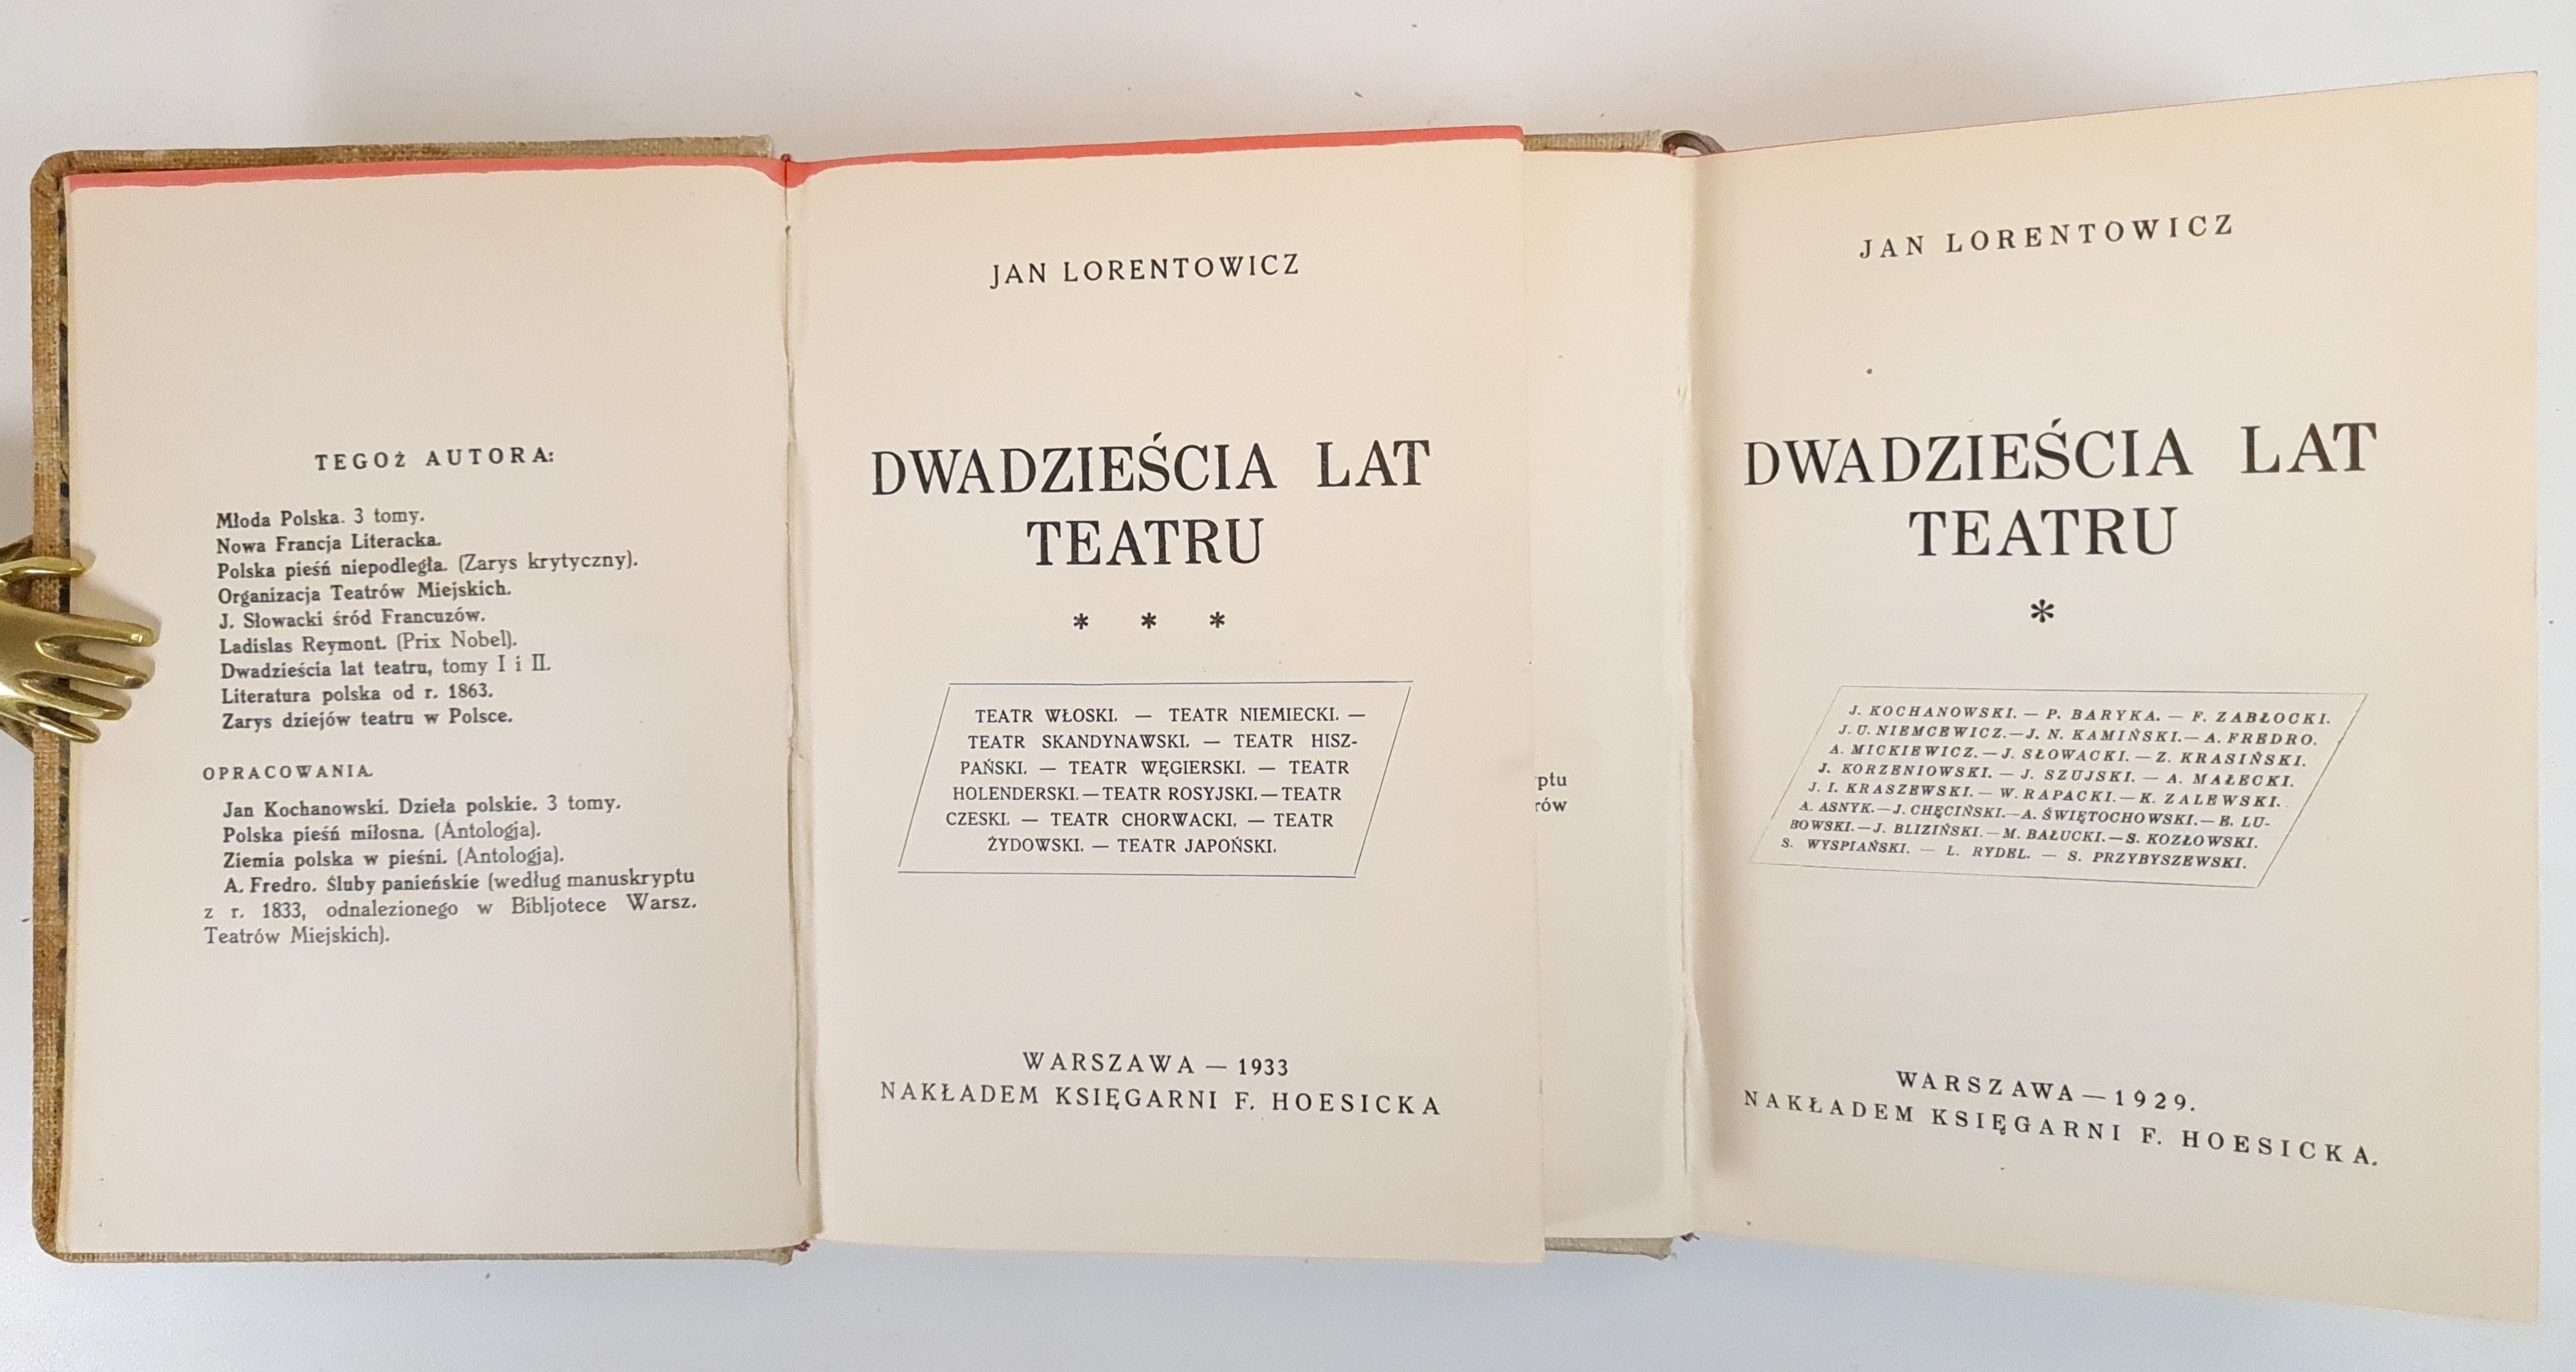 TEGOŻ AUTORA:
Młoda Polska. 3 tomy.
Nowa Francja Literacka.
Polska pieśń niepodległa. (Zarys krytyczny).
Organizacja Teatrów Miejskich.
J. Słowacki śród Francuzów.
Ladislas Reymont. (Prix Nobel).
Dwadzieścia lat teatru, tomy I i II.
Literatura polska od r. 1863.
Zarys dziejów teatru w Polsce.
OPRACOWANIA.
Jan Kochanowski. Dzieła polskie. 3 tomy.
Polska pieśń miłosna. (Antologja).
Ziemia polska w pieśni. (Antologja).
A. Fredro. Śluby panieńskie (według manuskryptu
z r. 1833, odnalezionego w Bibljotece Warsz.
Teatrów Miejskich).
JAN LORENTOWICZ
DWADZIEŚCIA LAT
TEATRU
* * *
TEATR WŁOSKI. — TEATR NIEMIECKI. —
TEATR SKANDYNAWSKI. — TEATR HISZ-
PAŃSKI. — TEATR WĘGIERSKI. — TEATR
HOLENDERSKI. — TEATR ROSYJSKI. — TEATR
CZESKI. — TEATR CHORWACKI. — TEATR
ŻYDOWSKI. — TEATR JAPOŃSKI.
WARSZAWA — 1933
NAKŁADEM KSIĘGARNI F. HOESICKA
ptu
rów
JAN LORENTOWICZ
DWADZIEŚCIA LAT
TEATRU
*
J. KOCHANOWSKI. — P. BARYKA. — F. ZABŁOCKI.
J. U. NIEMCEWICZ. — J. N. KAMIŃSKI. — A. FREDRO.
A. MICKIEWICZ. — J. SŁOWACKI. — Z. KRASIŃSKI.
J. KORZENIOWSKI. — J. SZUJSKI. — A. MAŁECKI.
J. I. KRASZEWSKI. — W. RAPACKI. — K. ZALEWSKI.
A. ASNYK. — J. CHĘCIŃSKI. — A. ŚWIĘTOCHOWSKI. — E. LU-
BOWSKI. — J. BLIZIŃSKI. — M. BAŁUCKI. — S. KOZŁOWSKI.
S. WYSPIAŃSKI. — L. RYDEL. — S. PRZYBYSZEWSKI.
WARSZAWA — 1929.
NAKŁADEM KSIĘGARNI F. HOESICKA.